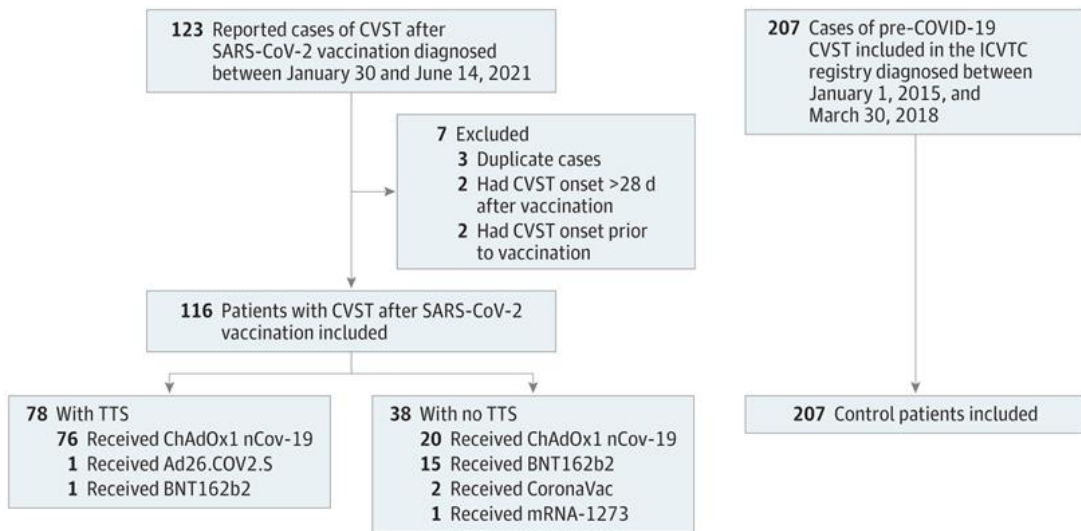 123 Reported cases of CVST after
SARS-CoV-2 vaccination diagnosed
between January 30 and June 14, 2021
207 Cases of pre–COVID-19
CVST included in the ICVTC
registry diagnosed between
January 1, 2015, and
March 30, 2018
7 Excluded
3 Duplicate cases
2 Had CVST onset >28 d
after vaccination
2 Had CVST onset prior
to vaccination
116 Patients with CVST after SARS-CoV-2
vaccination included
78 With TTS
76 Received ChAdOx1 nCov-19
1 Received Ad26.COV2.S
1 Received BNT162b2
38 With no TTS
20 Received ChAdOx1 nCov-19
15 Received BNT162b2
2 Received CoronaVac
1 Received mRNA-1273
207 Control patients included